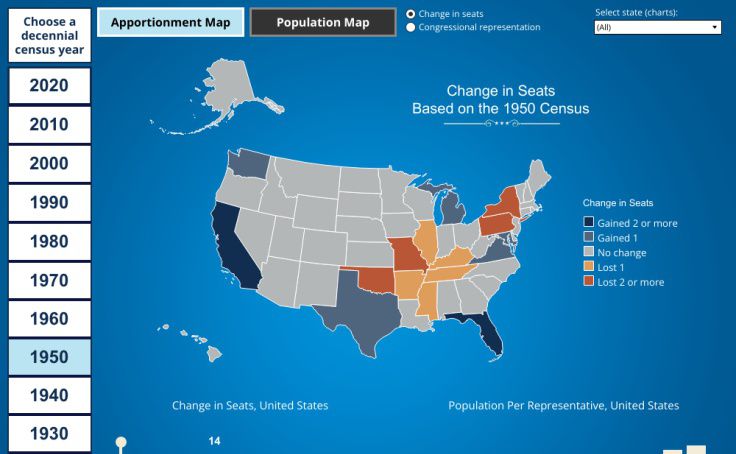 Choose a
decennial
census year
Apportionment Map
Population Map
Change in seats
Congressional representation
Select state (charts):
(All)
2020
2010
2000
1990
1980
1970
1960
1950
1940
1930
Change in Seats
Based on the 1950 Census
Change in Seats
Gained 2 or more
Gained 1
No change
Lost 1
Lost 2 or more
Change in Seats, United States
Population Per Representative, United States
14